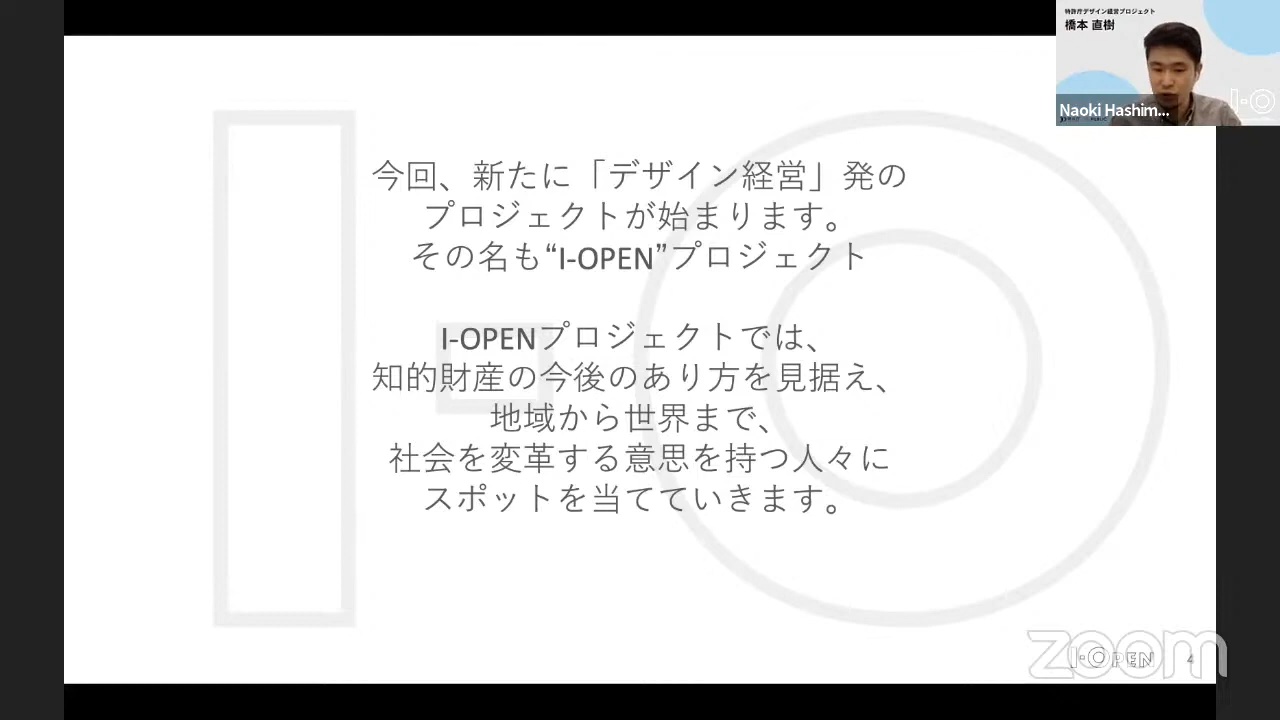 特許庁デザイン経営プロジェクト
橋本 直樹
I-O
Naoki Hashim...
今回、新たに「デザイン経営」発の
プロジェクトが始まります。
その名も“I-OPEN”プロジェクト
I-OPENプロジェクトでは、
知的財産の今後のあり方を見据え、
地域から世界まで、
社会を変革する意思を持つ人々に
スポットを当てていきます。
zoom
I-OPEN
4